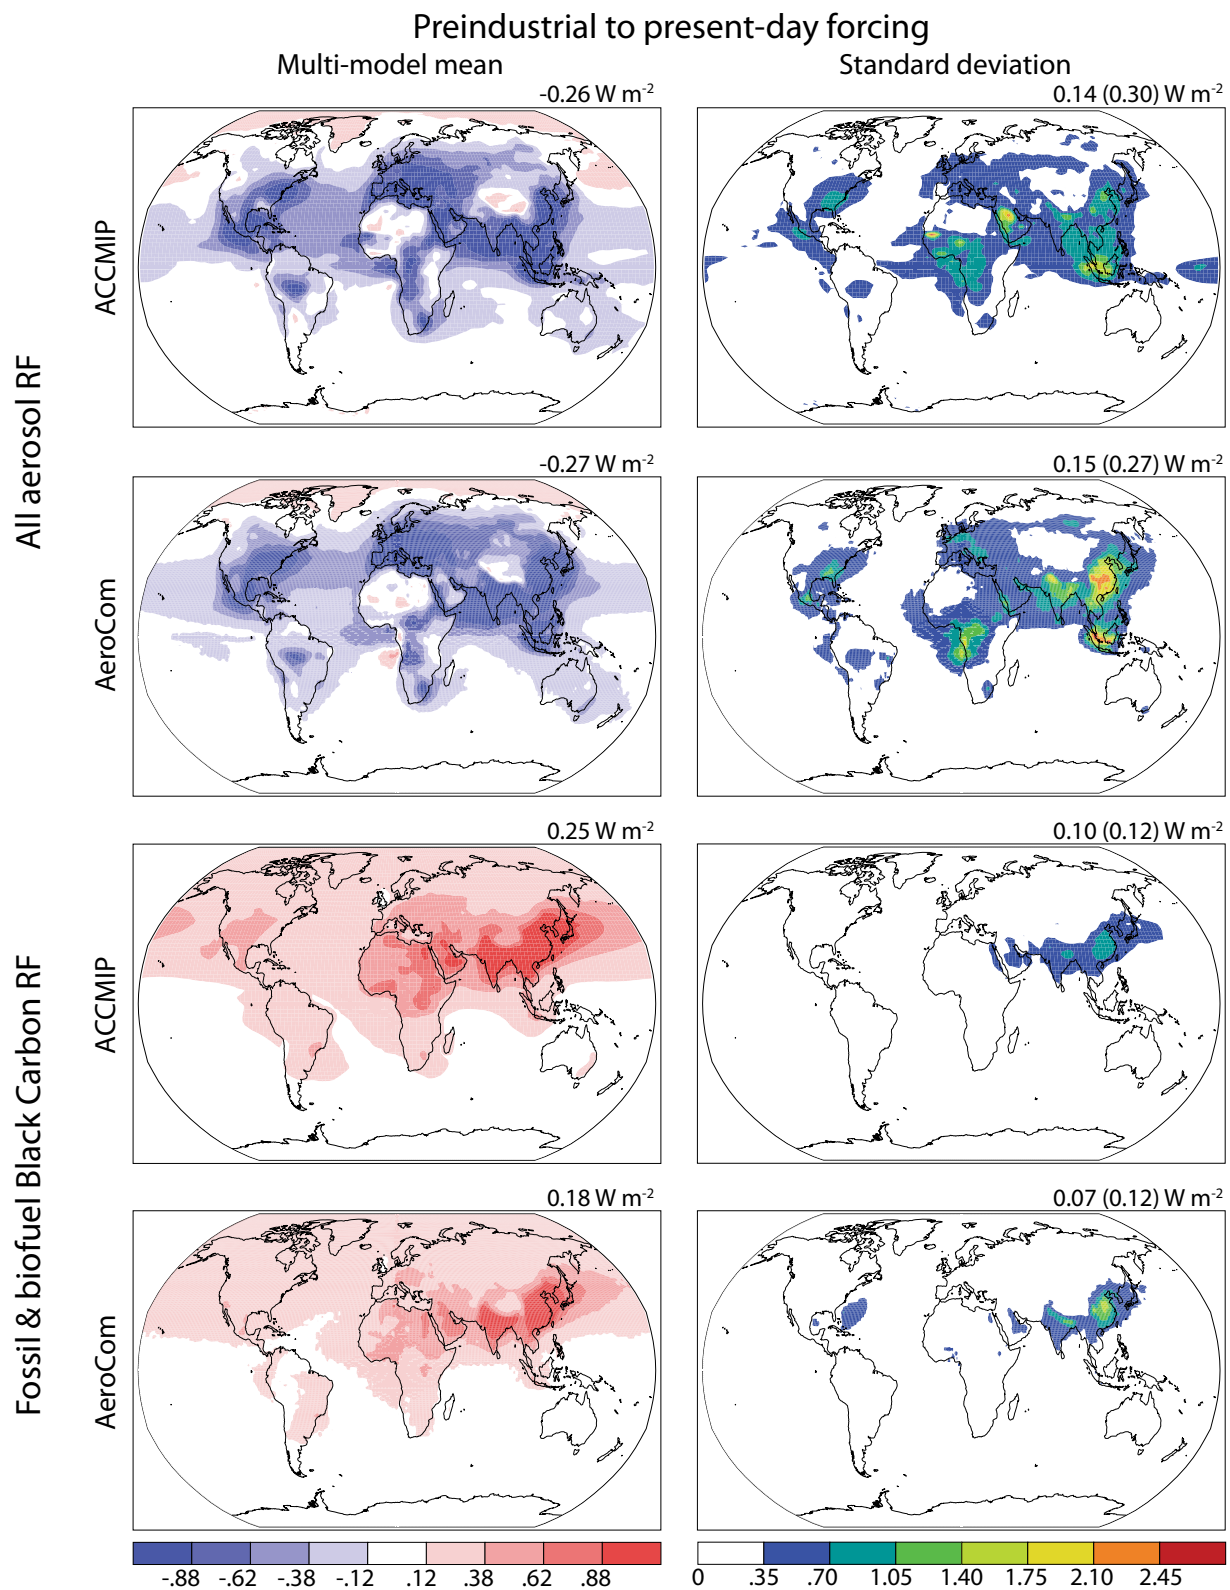 Preindustrial to present-day forcing
Multi-model mean
Standard deviation
All aerosol RF
ACCMIP
-0.26 W m-2
0.14 (0.30) W m-2
AeroCom
-0.27 W m-2
0.15 (0.27) W m-2
Fossil & biofuel Black Carbon RF
ACCMIP
0.25 W m-2
0.10 (0.12) W m-2
AeroCom
0.18 W m-2
0.07 (0.12) W m-2
-.88 -.62 -.38 -.12 .12 .38 .62 .88
0 .35 .70 1.05 1.40 1.75 2.10 2.45